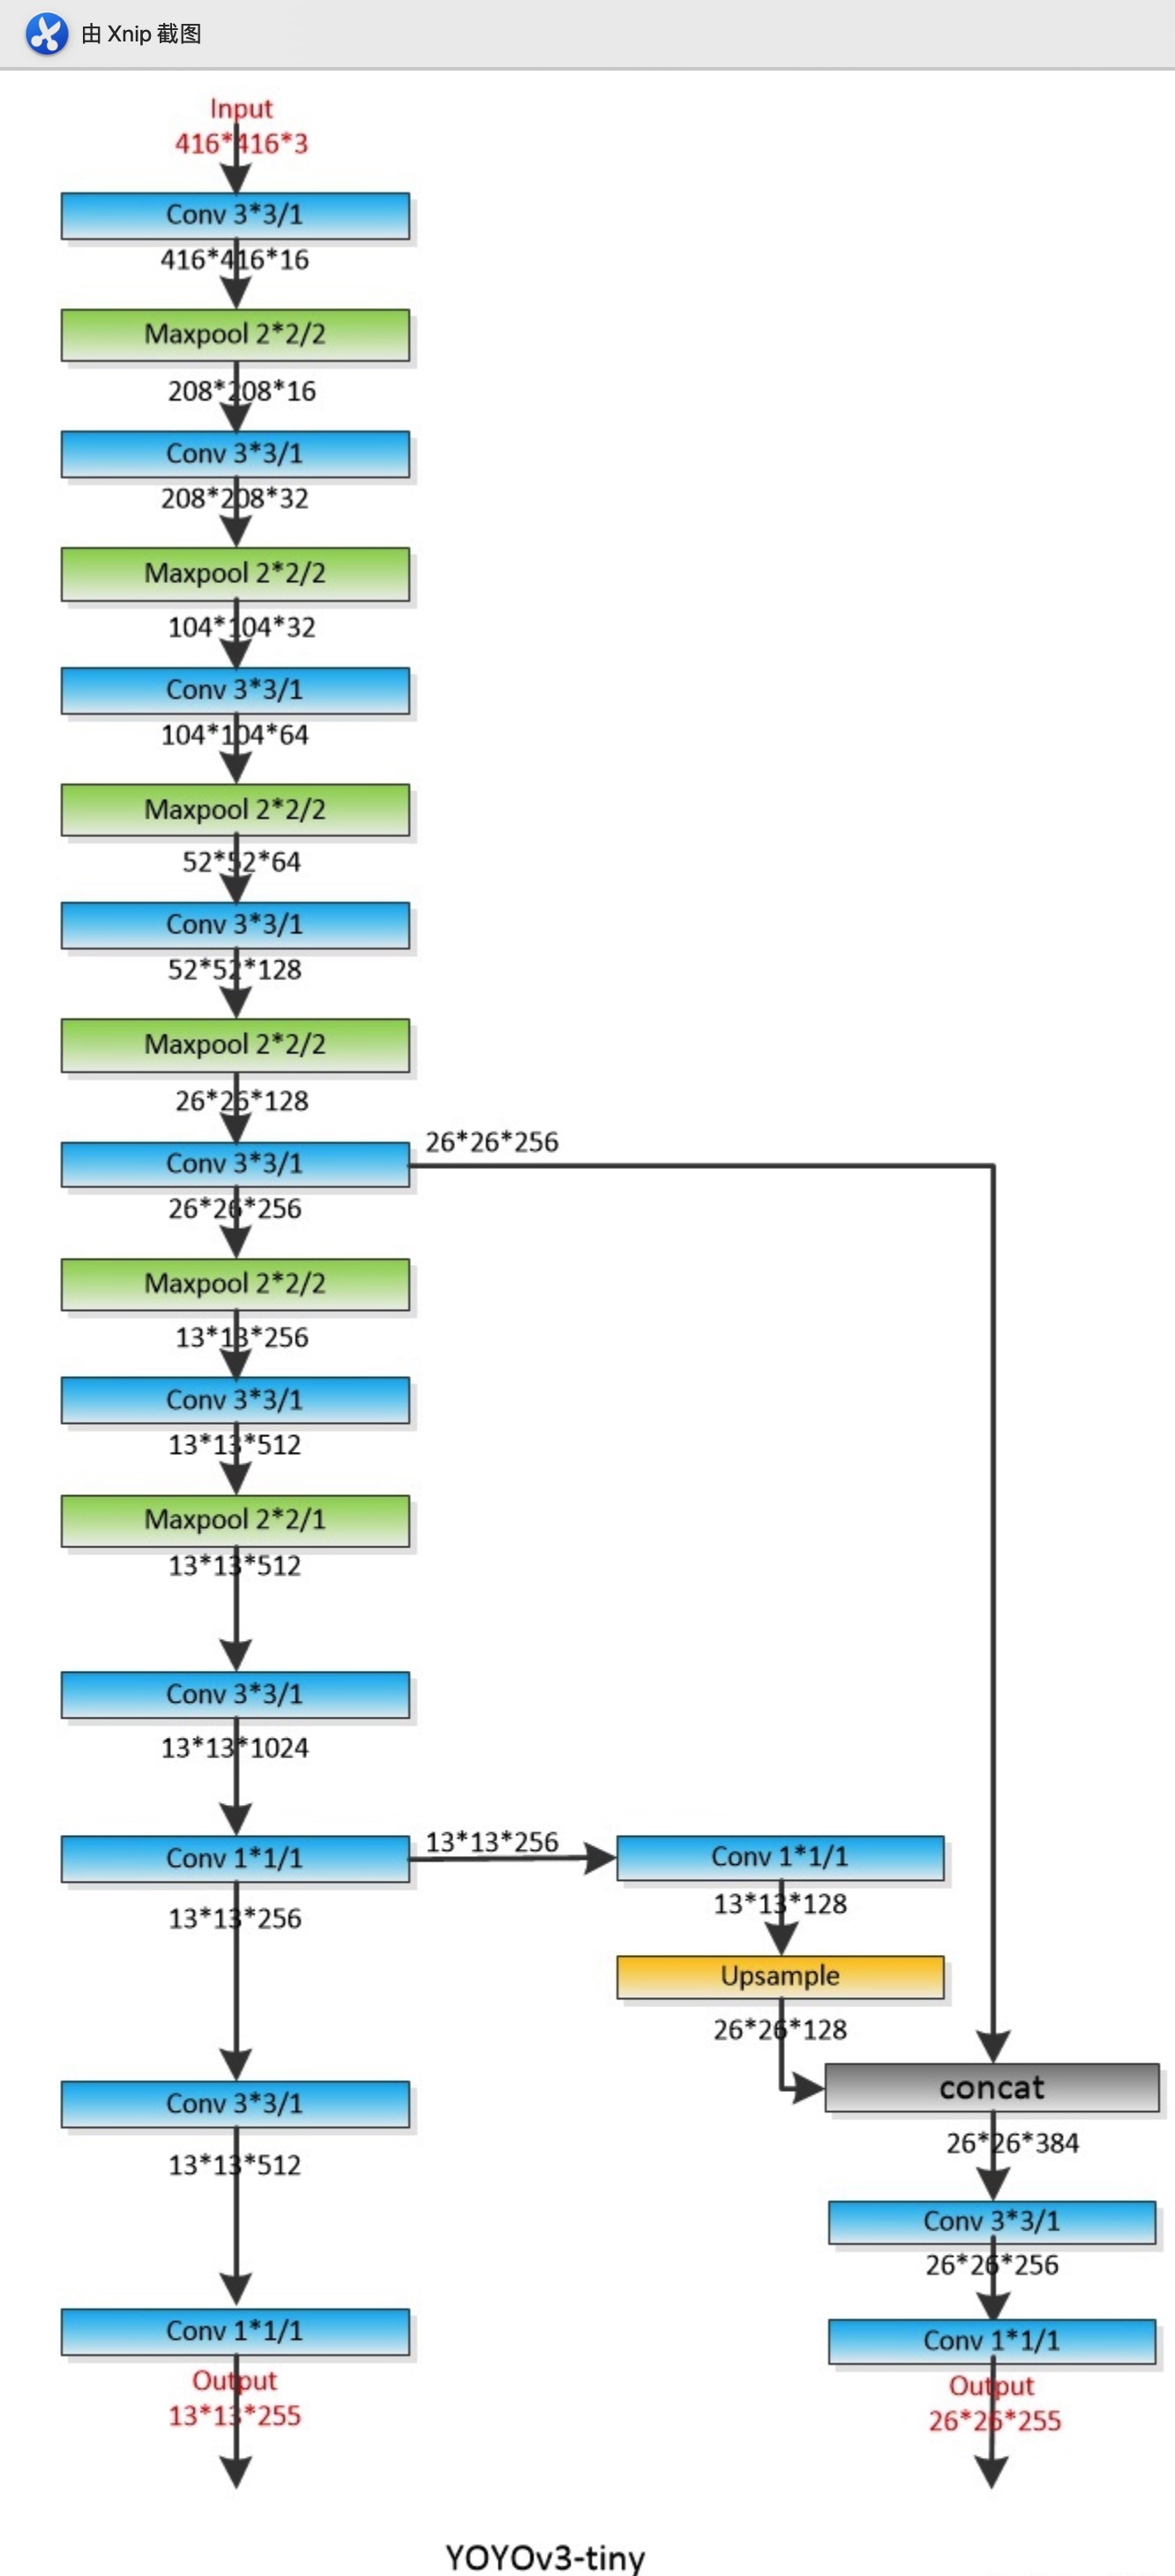 由 Xnip 截图
Input
416*416*3
Conv 3*3/1
416*416*16
Maxpool 2*2/2
208*208*16
Conv 3*3/1
208*208*32
Maxpool 2*2/2
104*104*32
Conv 3*3/1
104*104*64
Maxpool 2*2/2
52*52*64
Conv 3*3/1
52*52*128
Maxpool 2*2/2
26*26*128
Conv 3*3/1
26*26*256
26*26*256
Maxpool 2*2/2
13*13*256
Conv 3*3/1
13*13*512
Maxpool 2*2/1
13*13*512
Conv 3*3/1
13*13*1024
Conv 1*1/1
13*13*256
13*13*256
Conv 3*3/1
13*13*512
Conv 1*1/1
Output
13*13*255
Conv 1*1/1
13*13*128
Upsample
26*26*128
concat
26*26*384
Conv 3*3/1
26*26*256
Conv 1*1/1
Output
26*26*255
YOYOv3-tiny